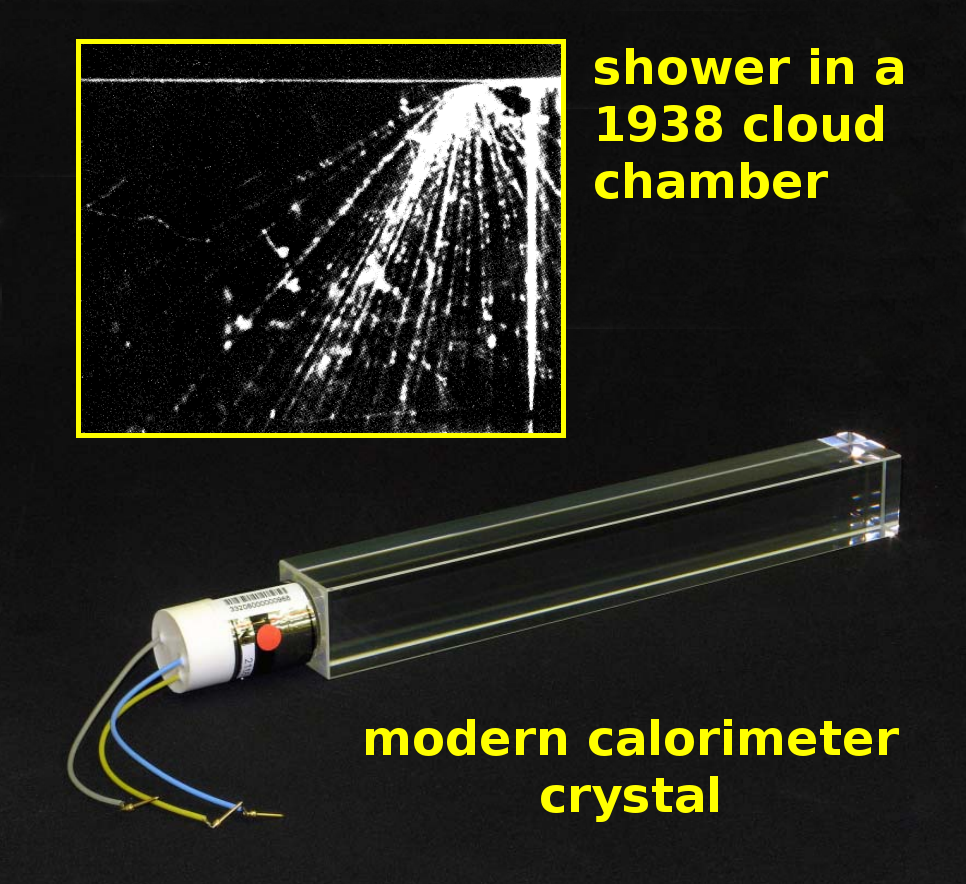 shower in a
1938 cloud
chamber
modern calorimeter
crystal